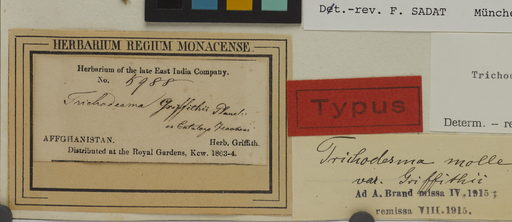 Det.-rev. F. SADAT Münche
HERBARIUM REGIUM MONACENSE.
Herbarium of the late East India Company.
No. 5988
Trichodesma Griffithii
AFFGHANISTAN. Herb. Griffith.
Distributed at the Royal Gardens, Kew. 1863-4.
Typus
Trichod
Determ. – re
Trichodesma molle
var. Griffithii
Ad A. Brand missa IV. 1915;
remissa VIII. 1915.